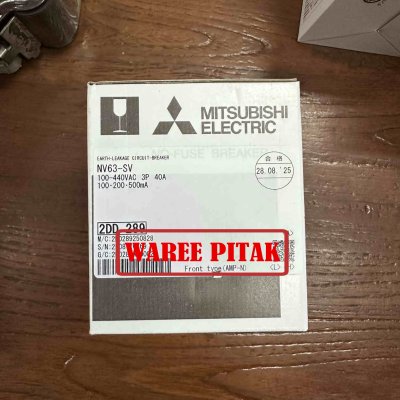 MITSUBISHI
ELECTRIC
NO-FUSE BREAKER
EARTH-LEAKAGE CIRCUIT-BREAKER
NV63-SV
100-440VAC 3P 40A
100-200-500mA
合格
28.08.'25
2DD 289
WAREE PITAK
Front type(AMP-N)